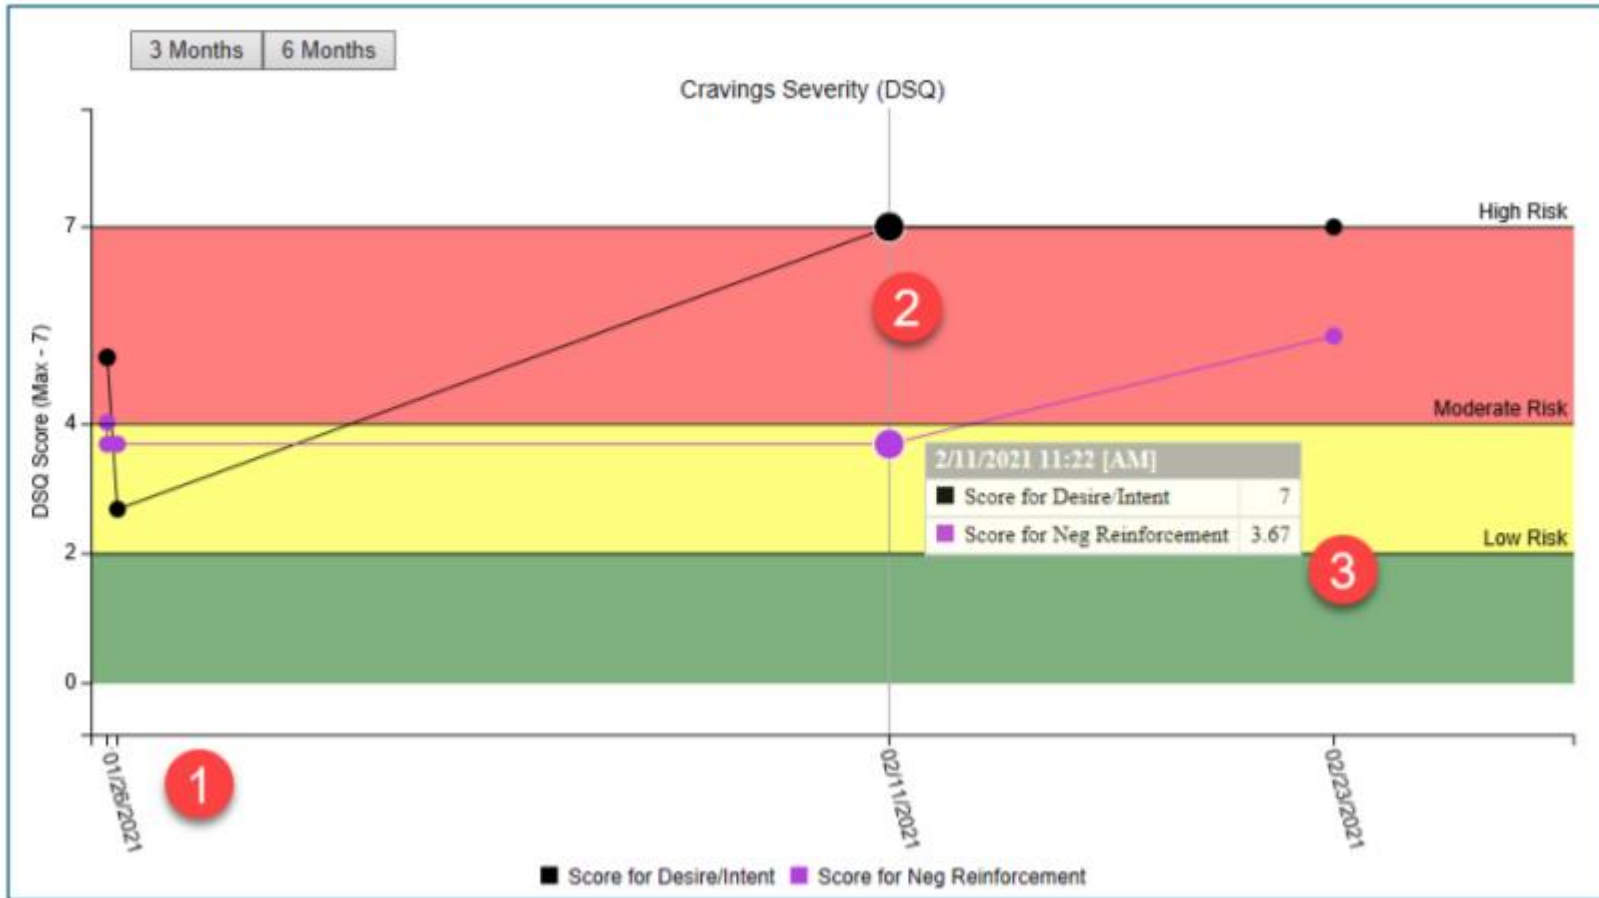 3 Months 6 Months
Cravings Severity (DSQ)
High Risk
7
2
DSQ Score (Max - 7)
4
Moderate Risk
2/11/2021 11:22 [AM]
Score for Desire/Intent 7
Score for Neg Reinforcement 3.67
2
Low Risk
3
0
01/26/2021
1
02/11/2021
02/23/2021
Score for Desire/Intent Score for Neg Reinforcement